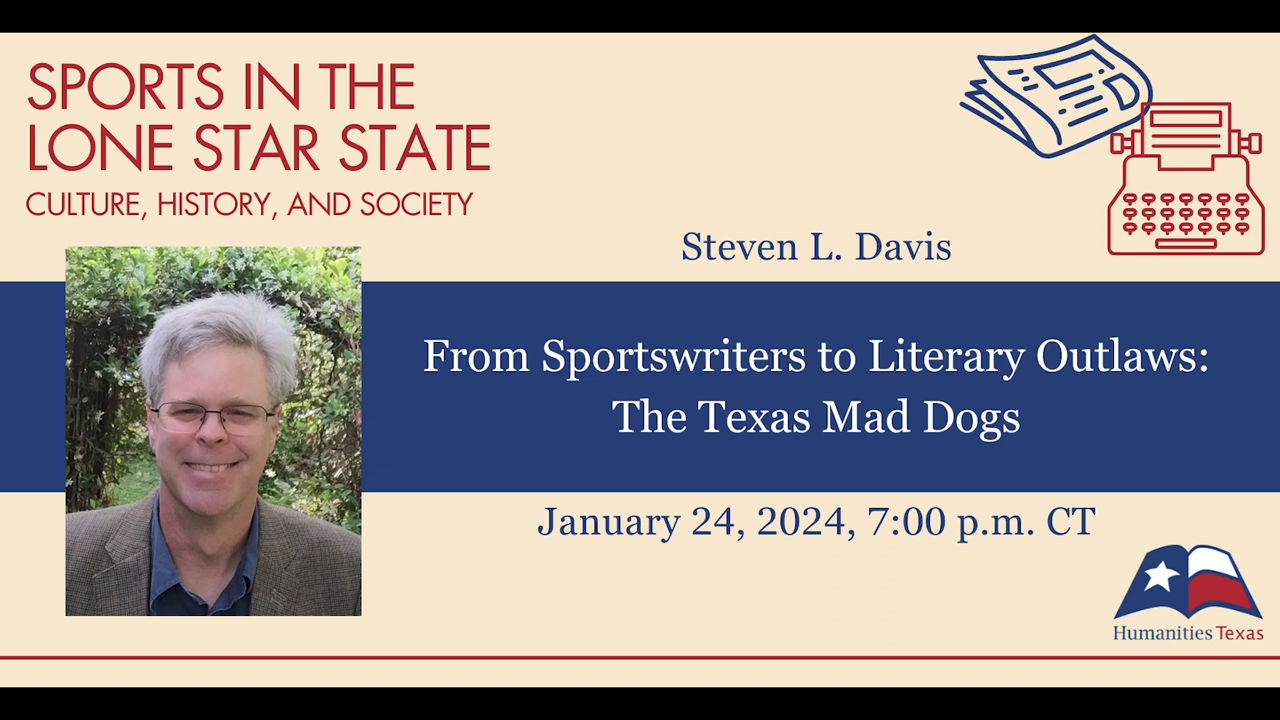 SPORTS IN THE
LONE STAR STATE
CULTURE, HISTORY, AND SOCIETY
Steven L. Davis
From Sportswriters to Literary Outlaws:
The Texas Mad Dogs
January 24, 2024, 7:00 p.m. CT
Humanities Texas